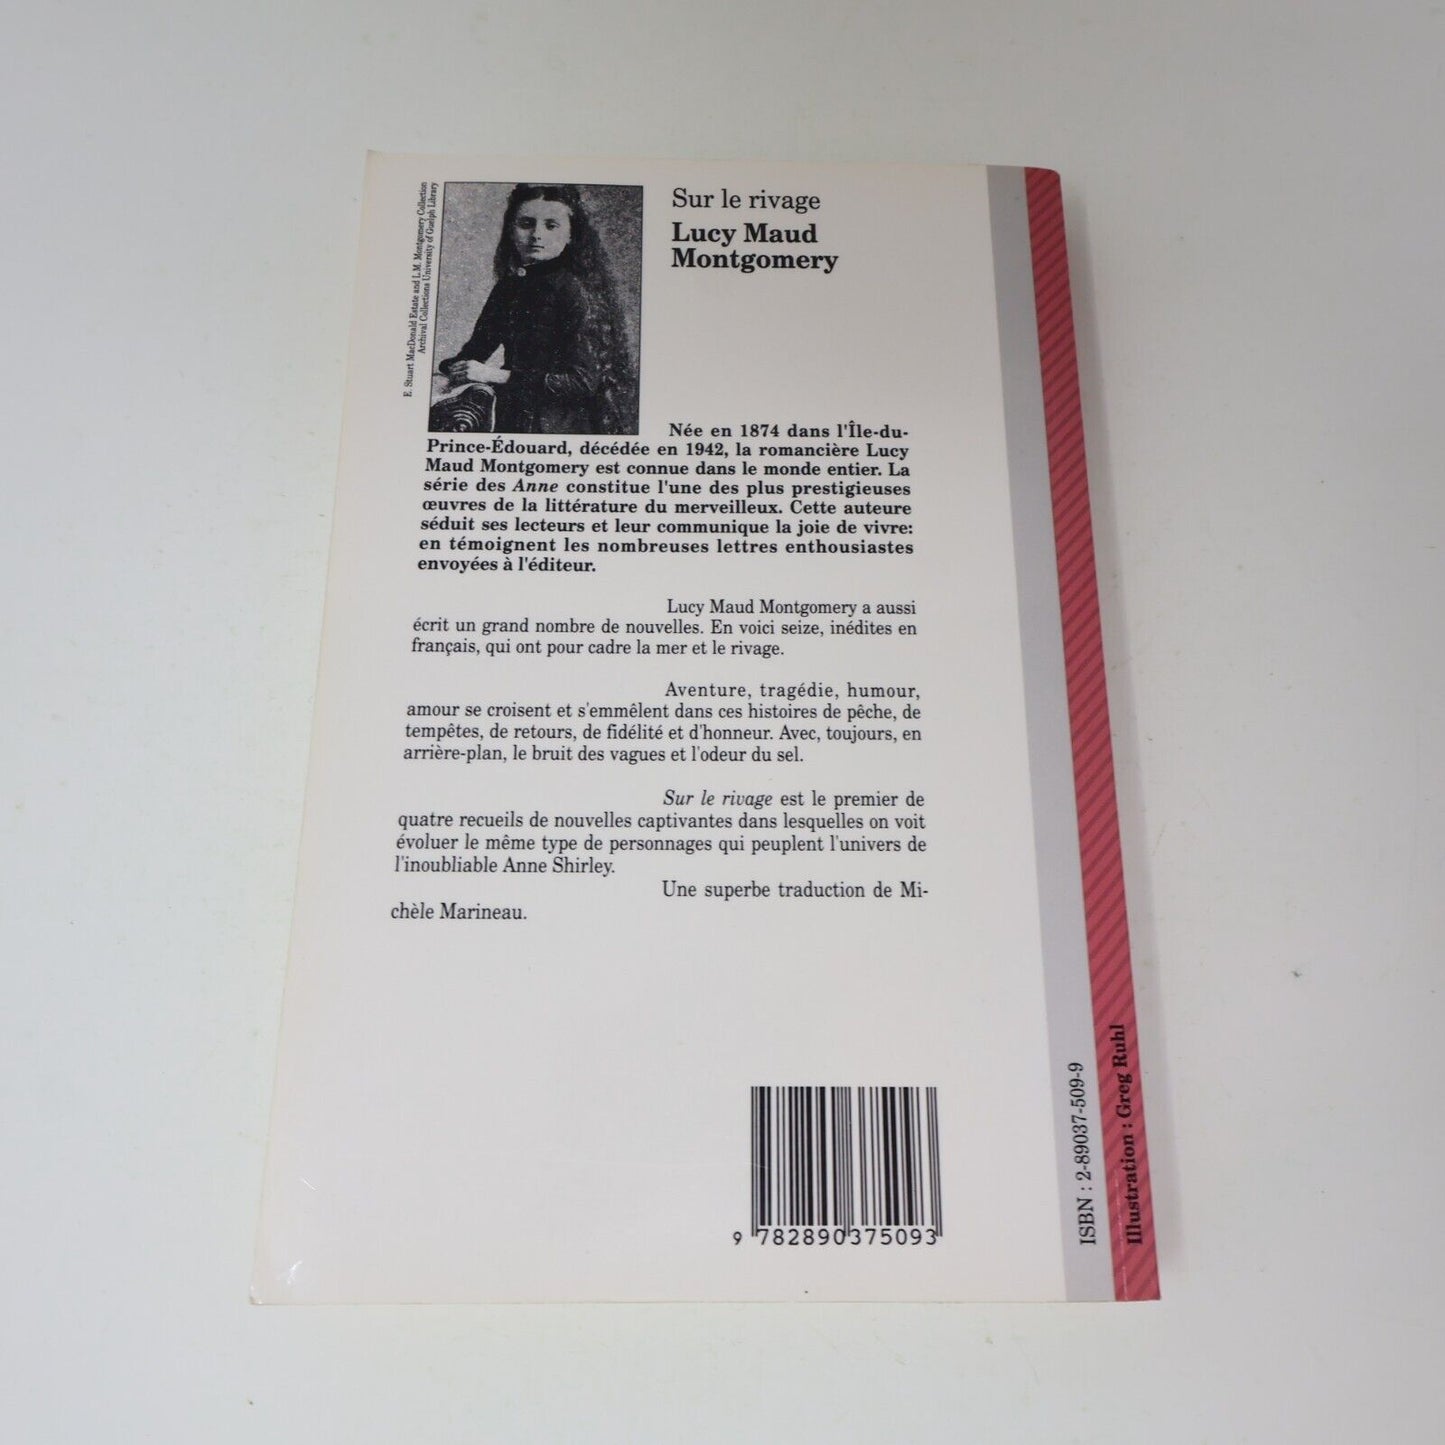 E. Stuart MacDonald Estate and L.M. Montgomery Collection
Archival Collections University of Guelph Library
Sur le rivage
Lucy Maud
Montgomery
Née en 1874 dans l'Île-du-
Prince-Édouard, décédée en 1942, la romancière Lucy
Maud Montgomery est connue dans le monde entier. La
série des Anne constitue l'une des plus prestigieuses
œuvres de la littérature du merveilleux. Cette auteure
séduit ses lecteurs et leur communique la joie de vivre:
en témoignent les nombreuses lettres enthousiastes
envoyées à l'éditeur.
Lucy Maud Montgomery a aussi
écrit un grand nombre de nouvelles. En voici seize, inédites en
français, qui ont pour cadre la mer et le rivage.
Aventure, tragédie, humour,
amour se croisent et s'emmêlent dans ces histoires de pêche, de
tempêtes, de retours, de fidélité et d'honneur. Avec, toujours, en
arrière-plan, le bruit des vagues et l'odeur du sel.
Sur le rivage est le premier de
quatre recueils de nouvelles captivantes dans lesquelles on voit
évoluer le même type de personnages qui peuplent l'univers de
l'inoubliable Anne Shirley.
Une superbe traduction de Mi-
chèle Marineau.
9 782890 375093
ISBN : 2-89037-509-9
Illustration : Greg Ruhl